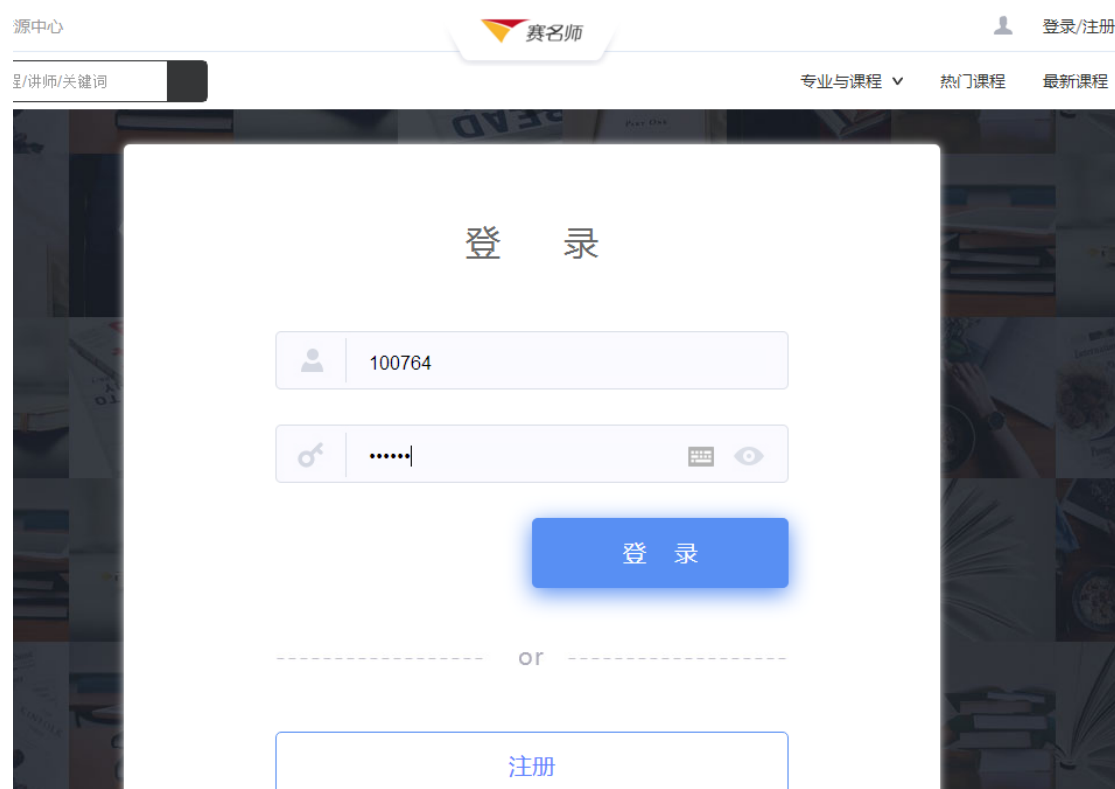 源中心
赛名师
登录/注册
程/讲师/关键词
专业与课程
热门课程
最新课程
READ
登 录
100764
••••••
登 录
or
注册